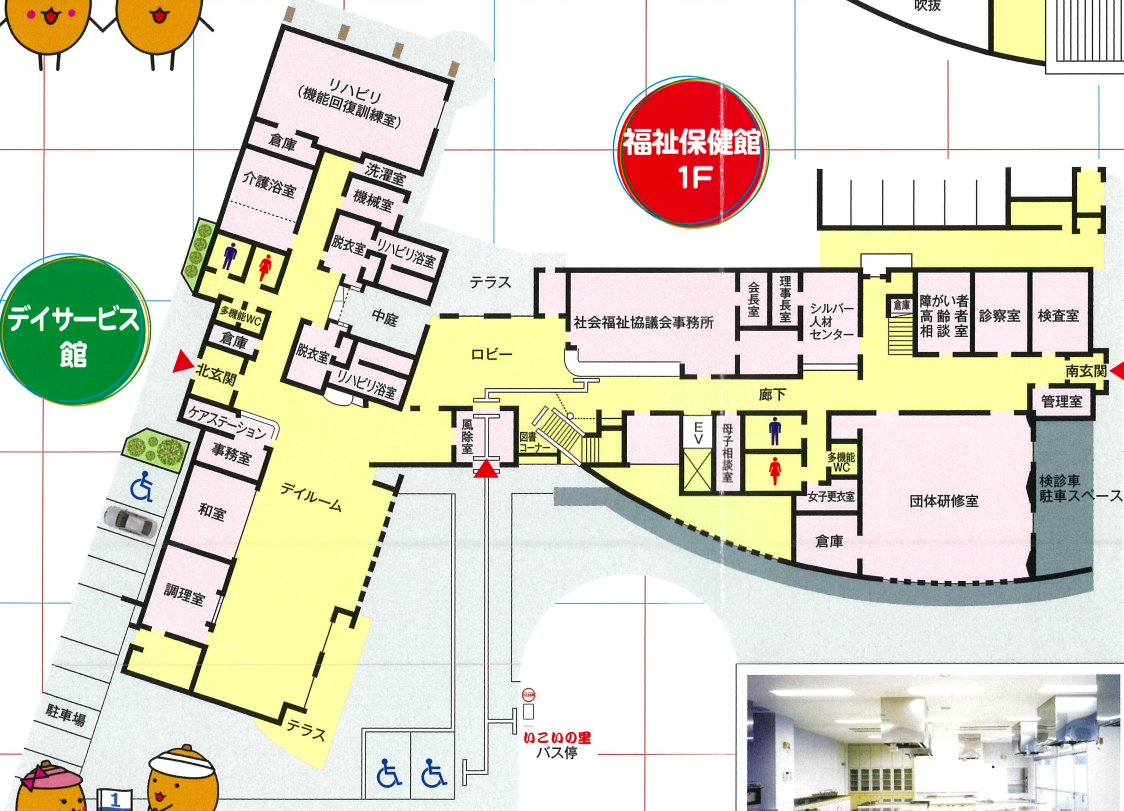 吹抜
リハビリ
(機能回復訓練室)
福祉保健館
1F
倉庫
洗濯室
介護浴室
機械室
脱衣室
リハビリ浴室
テラス
中庭
多機能WC
倉庫
デイサービス
館
北玄関
脱衣室
リハビリ浴室
ロビー
社会福祉協議会事務所
会長室
理事長室
シルバー
人材
センター
倉庫
障がい者
高齢者
相談室
診察室
検査室
南玄関
管理室
廊下
ケアステーション
事務室
風除室
図書
コーナー
EV
母子相談室
多機能
WC
女子更衣室
倉庫
団体研修室
検診車
駐車スペース
デイルーム
和室
調理室
テラス
駐車場
いこいの里
バス停
1